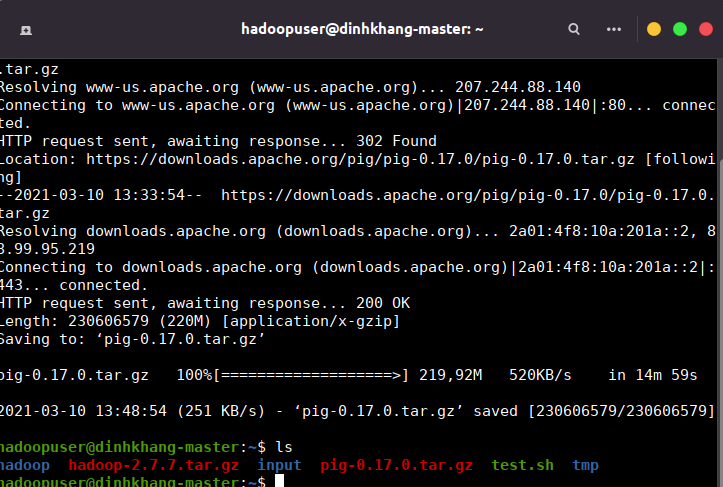 hadoopuser@dinhkhang-master: ~
.tar.gz
Resolving www-us.apache.org (www-us.apache.org)... 207.244.88.140
Connecting to www-us.apache.org (www-us.apache.org)|207.244.88.140|:80... connec
ted.
HTTP request sent, awaiting response... 302 Found
Location: https://downloads.apache.org/pig/pig-0.17.0/pig-0.17.0.tar.gz [followi
ng]
--2021-03-10 13:33:54--  https://downloads.apache.org/pig/pig-0.17.0/pig-0.17.0.
tar.gz
Resolving downloads.apache.org (downloads.apache.org)... 2a01:4f8:10a:201a::2, 8
8.99.95.219
Connecting to downloads.apache.org (downloads.apache.org)|2a01:4f8:10a:201a::2|:
443... connected.
HTTP request sent, awaiting response... 200 OK
Length: 230606579 (220M) [application/x-gzip]
Saving to: ‘pig-0.17.0.tar.gz’
pig-0.17.0.tar.gz   100%[===================>] 219,92M   520KB/s    in 14m 59s
2021-03-10 13:48:54 (251 KB/s) - ‘pig-0.17.0.tar.gz’ saved [230606579/230606579]
hadoopuser@dinhkhang-master:~$ ls
hadoop  hadoop-2.7.7.tar.gz  input  pig-0.17.0.tar.gz  test.sh  tmp
hadoopuser@dinhkhang-master:~$